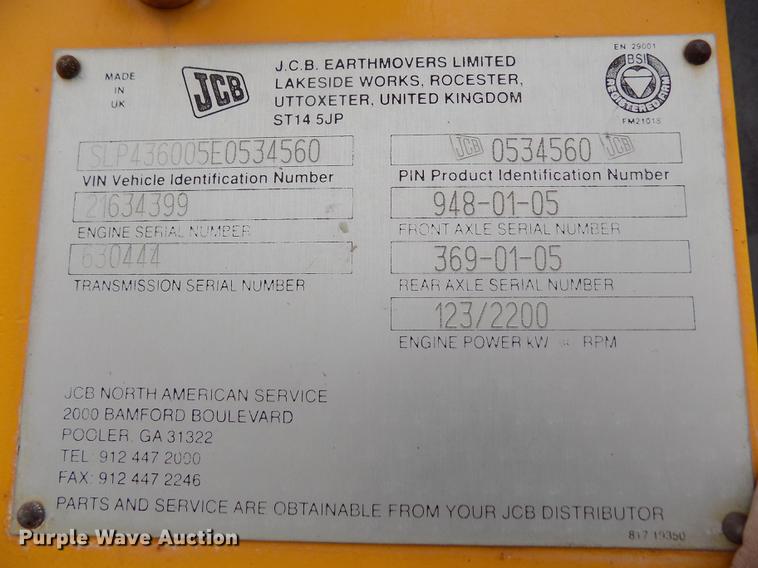 MADE
IN
UK
JCB
J.C.B. EARTHMOVERS LIMITED
LAKESIDE WORKS, ROCESTER,
UTTOXETER, UNITED KINGDOM
ST14 5JP
EN 29001
BSI
REGISTERED FIRM
FM21018
SLP436005E0534560
VIN Vehicle Identification Number
JCB 0534560 JCB
PIN Product Identification Number
21634399
ENGINE SERIAL NUMBER
948-01-05
FRONT AXLE SERIAL NUMBER
630444
TRANSMISSION SERIAL NUMBER
369-01-05
REAR AXLE SERIAL NUMBER
123/2200
ENGINE POWER kW @ RPM
JCB NORTH AMERICAN SERVICE
2000 BAMFORD BOULEVARD
POOLER, GA 31322
TEL: 912 447 2000
FAX: 912 447 2246
PARTS AND SERVICE ARE OBTAINABLE FROM YOUR JCB DISTRIBUTOR
817 19350
Purple Wave Auction